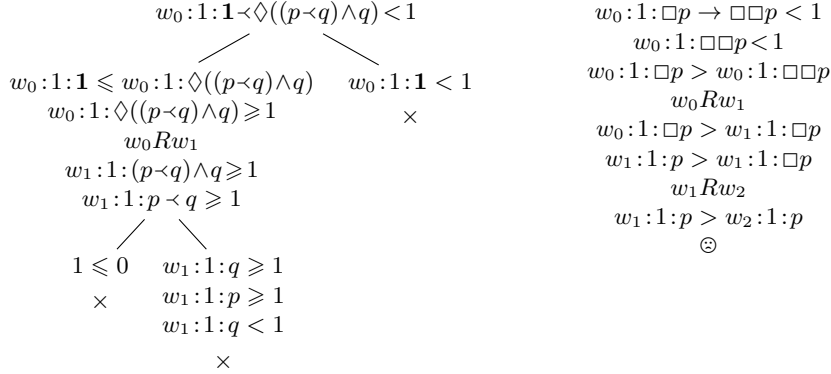 w₀:1:𝟏≺◊((p≺q)∧q)<1
w₀:1:𝟏 ⩽ w₀:1:◊((p≺q)∧q)
w₀:1:◊((p≺q)∧q)⩾1
w₀Rw₁
w₁:1:(p≺q)∧q⩾1
w₁:1:p ≺ q ⩾ 1
1 ⩽ 0
×
w₁:1:q ⩾ 1
w₁:1:p ⩾ 1
w₁:1:q < 1
×
w₀:1:𝟏 < 1
×
w₀:1:□p → □□p < 1
w₀:1:□□p<1
w₀:1:□p > w₀:1:□□p
w₀Rw₁
w₀:1:□p > w₁:1:□p
w₁:1:p > w₁:1:□p
w₁Rw₂
w₁:1:p > w₂:1:p
☹